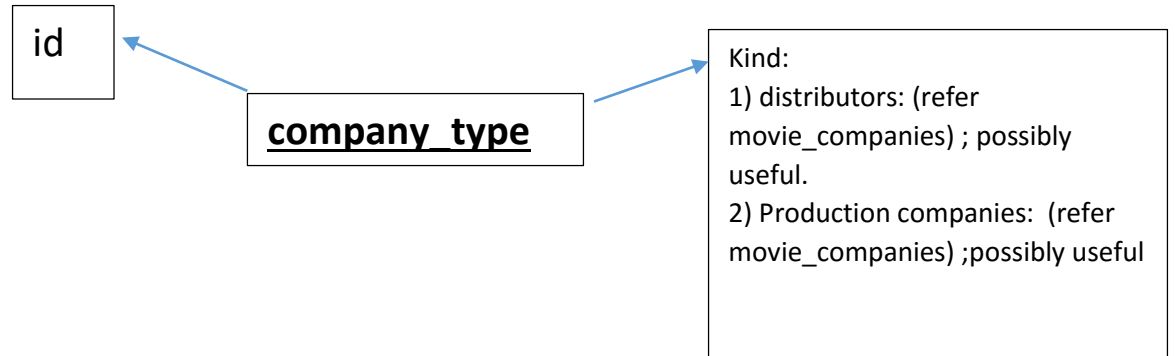 id
company_type
Kind:
1) distributors: (refer
movie_companies) ; possibly
useful.
2) Production companies:  (refer
movie_companies) ;possibly useful